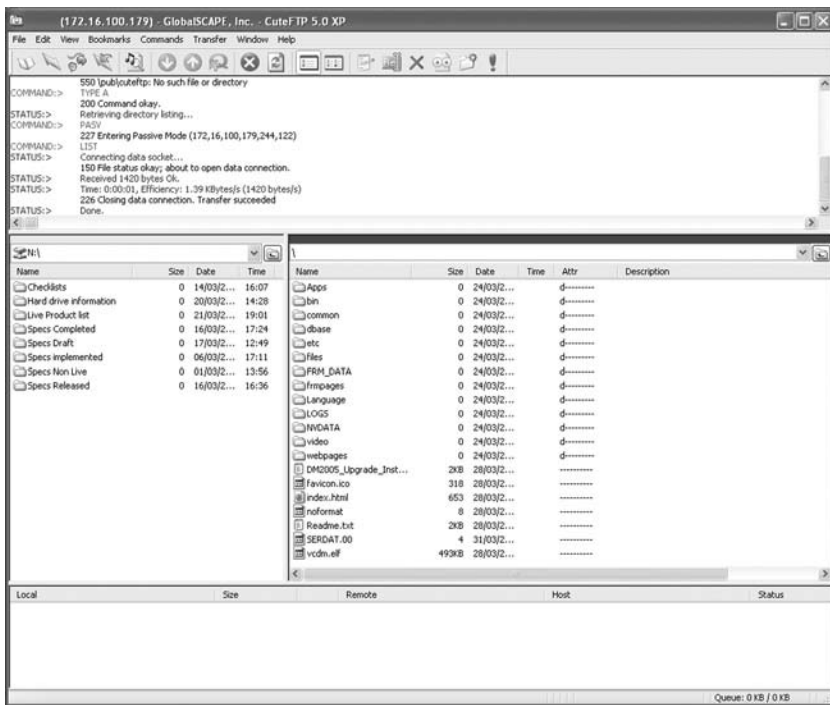 (172.16.100.179) - GlobalSCAPE, Inc. - CuteFTP 5.0 XP
File Edit View Bookmarks Commands Transfer Window Help
550 \pub\cuteftp: No such file or directory
COMMAND:> TYPE A
200 Command okay.
STATUS:> Retrieving directory listing...
COMMAND:> PASV
227 Entering Passive Mode (172,16,100,179,244,122)
COMMAND:> LIST
STATUS:> Connecting data socket...
150 File status okay; about to open data connection.
STATUS:> Received 1420 bytes Ok.
STATUS:> Time: 0:00:01, Efficiency: 1.39 KBytes/s (1420 bytes/s)
226 Closing data connection. Transfer succeeded
STATUS:> Done.
N:\
Name Size Date Time
Checklists 0 14/03/2... 16:07
Hard drive information 0 20/03/2... 14:28
Live Product list 0 21/03/2... 19:01
Specs Completed 0 16/03/2... 17:24
Specs Draft 0 17/03/2... 12:49
Specs implemented 0 06/03/2... 17:11
Specs Non Live 0 01/03/2... 13:56
Specs Released 0 16/03/2... 16:36
\
Name Size Date Time Attr Description
Apps 0 24/03/2... d---------
bin 0 24/03/2... d---------
common 0 24/03/2... d---------
dbase 0 24/03/2... d---------
etc 0 24/03/2... d---------
files 0 24/03/2... d---------
FRM_DATA 0 24/03/2... d---------
frmpages 0 24/03/2... d---------
Language 0 24/03/2... d---------
LOGS 0 24/03/2... d---------
NVDATA 0 24/03/2... d---------
video 0 24/03/2... d---------
webpages 0 24/03/2... d---------
DM2005_Upgrade_Inst... 2KB 28/03/2... ----------
favicon.ico 318 28/03/2... ----------
index.html 653 28/03/2... ----------
noformat 8 28/03/2... ----------
Readme.txt 2KB 28/03/2... ----------
SERDAT.00 4 31/03/2... ----------
vcdm.elf 493KB 28/03/2... ----------
Local Size Remote Host Status
Queue: 0 KB / 0 KB